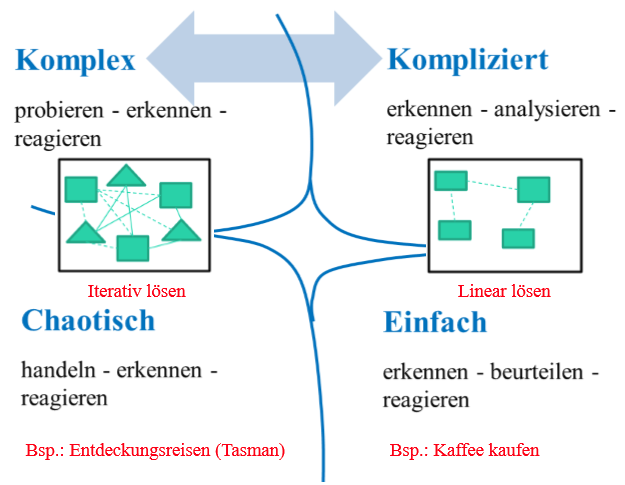 Komplex
probieren - erkennen -
reagieren
Iterativ lösen
Kompliziert
erkennen - analysieren -
reagieren
Linear lösen
Chaotisch
handeln - erkennen -
reagieren
Bsp.: Entdeckungsreisen (Tasman)
Einfach
erkennen - beurteilen -
reagieren
Bsp.: Kaffee kaufen